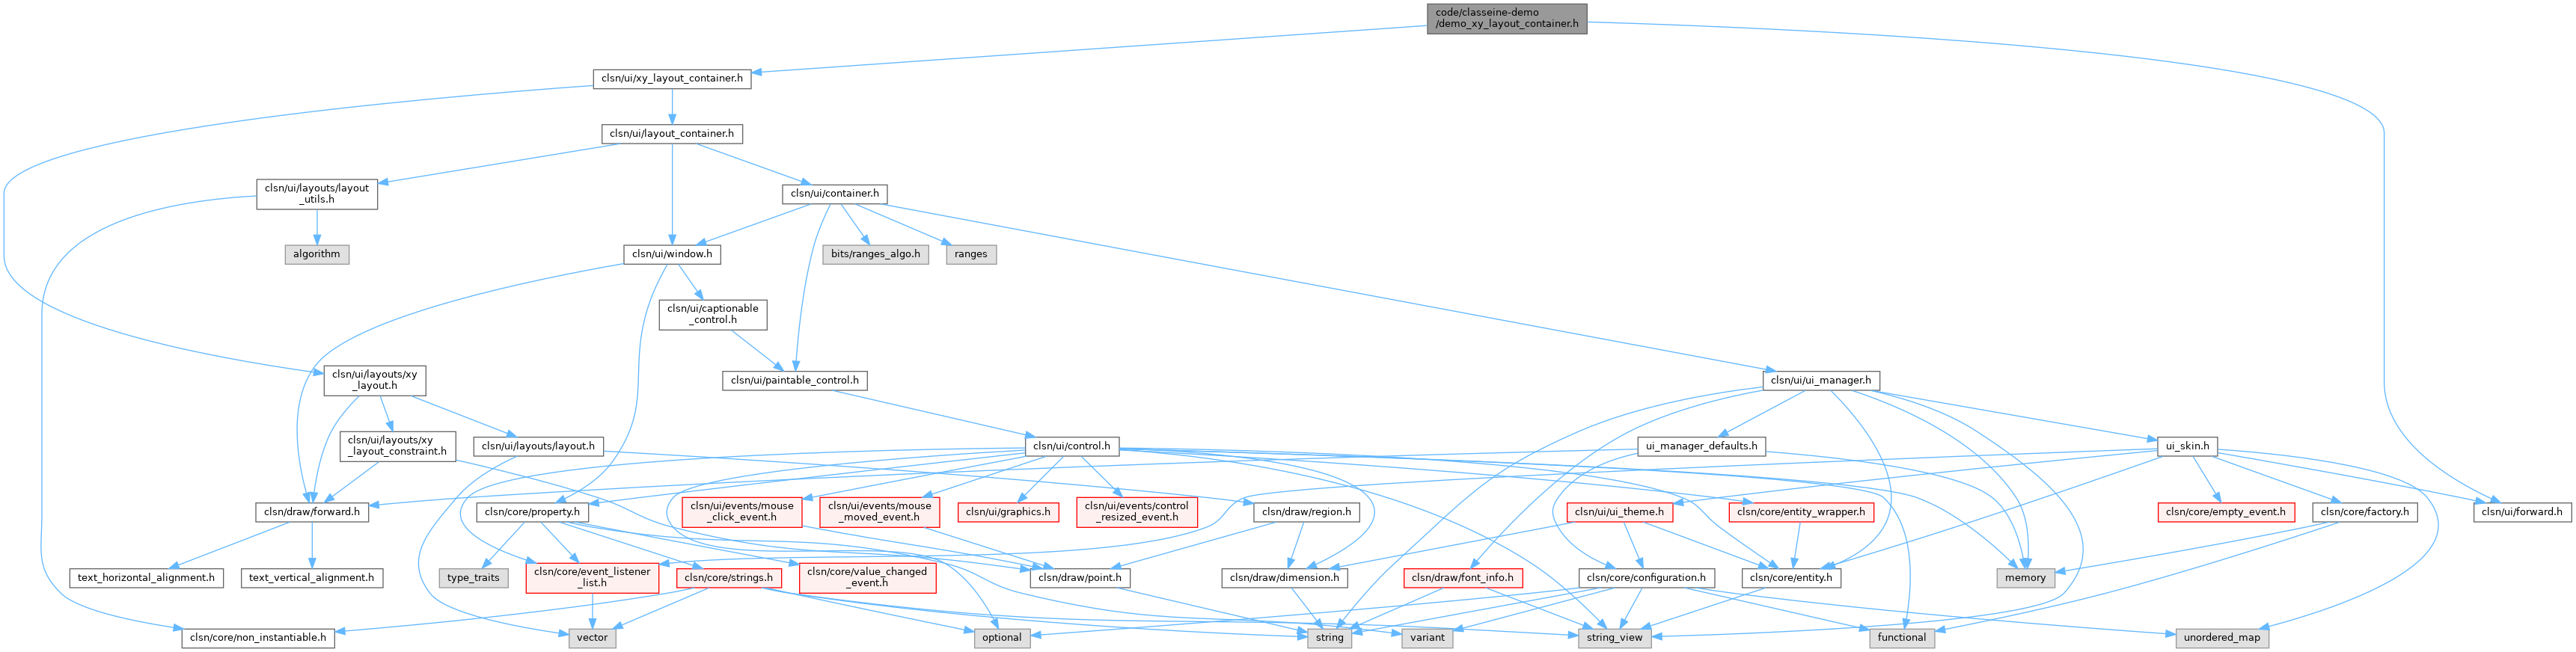 code/classeine-demo
/demo_xy_layout_container.h
clsn/ui/xy_layout_container.h
clsn/ui/layout_container.h
clsn/ui/layouts/layout
_utils.h
clsn/ui/container.h
algorithm
clsn/ui/window.h
bits/ranges_algo.h
ranges
clsn/ui/captionable
_control.h
clsn/ui/layouts/xy
_layout.h
clsn/ui/paintable_control.h
clsn/ui/ui_manager.h
clsn/ui/layouts/xy
_layout_constraint.h
clsn/ui/layouts/layout.h
clsn/ui/control.h
ui_manager_defaults.h
ui_skin.h
clsn/draw/forward.h
clsn/core/property.h
clsn/ui/events/mouse
_click_event.h
clsn/ui/events/mouse
_moved_event.h
clsn/ui/graphics.h
clsn/ui/events/control
_resized_event.h
clsn/draw/region.h
clsn/ui/ui_theme.h
clsn/core/entity_wrapper.h
clsn/core/empty_event.h
clsn/core/factory.h
clsn/ui/forward.h
text_horizontal_alignment.h
text_vertical_alignment.h
type_traits
clsn/core/event_listener
_list.h
clsn/core/strings.h
clsn/core/value_changed
_event.h
clsn/draw/point.h
clsn/draw/dimension.h
clsn/draw/font_info.h
clsn/core/configuration.h
clsn/core/entity.h
memory
clsn/core/non_instantiable.h
vector
optional
string
variant
string_view
functional
unordered_map